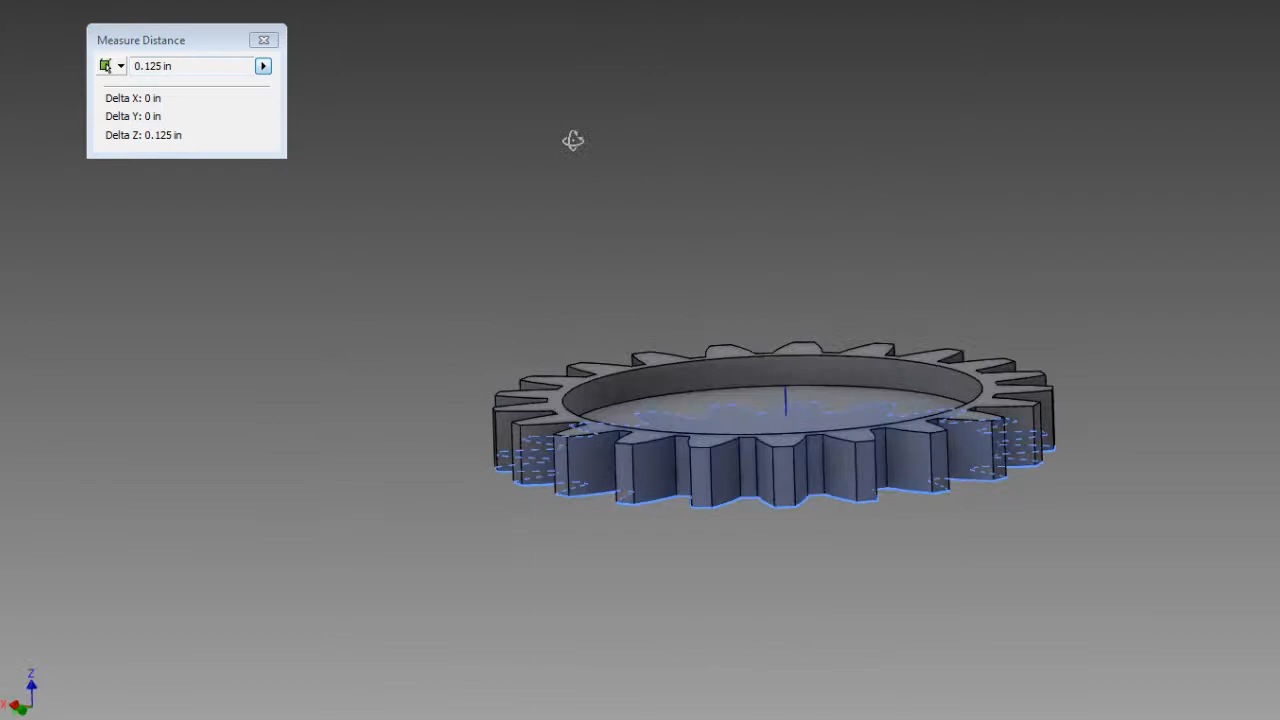 Measure Distance
0.125 in
Delta X: 0 in
Delta Y: 0 in
Delta Z: 0.125 in
Z
X